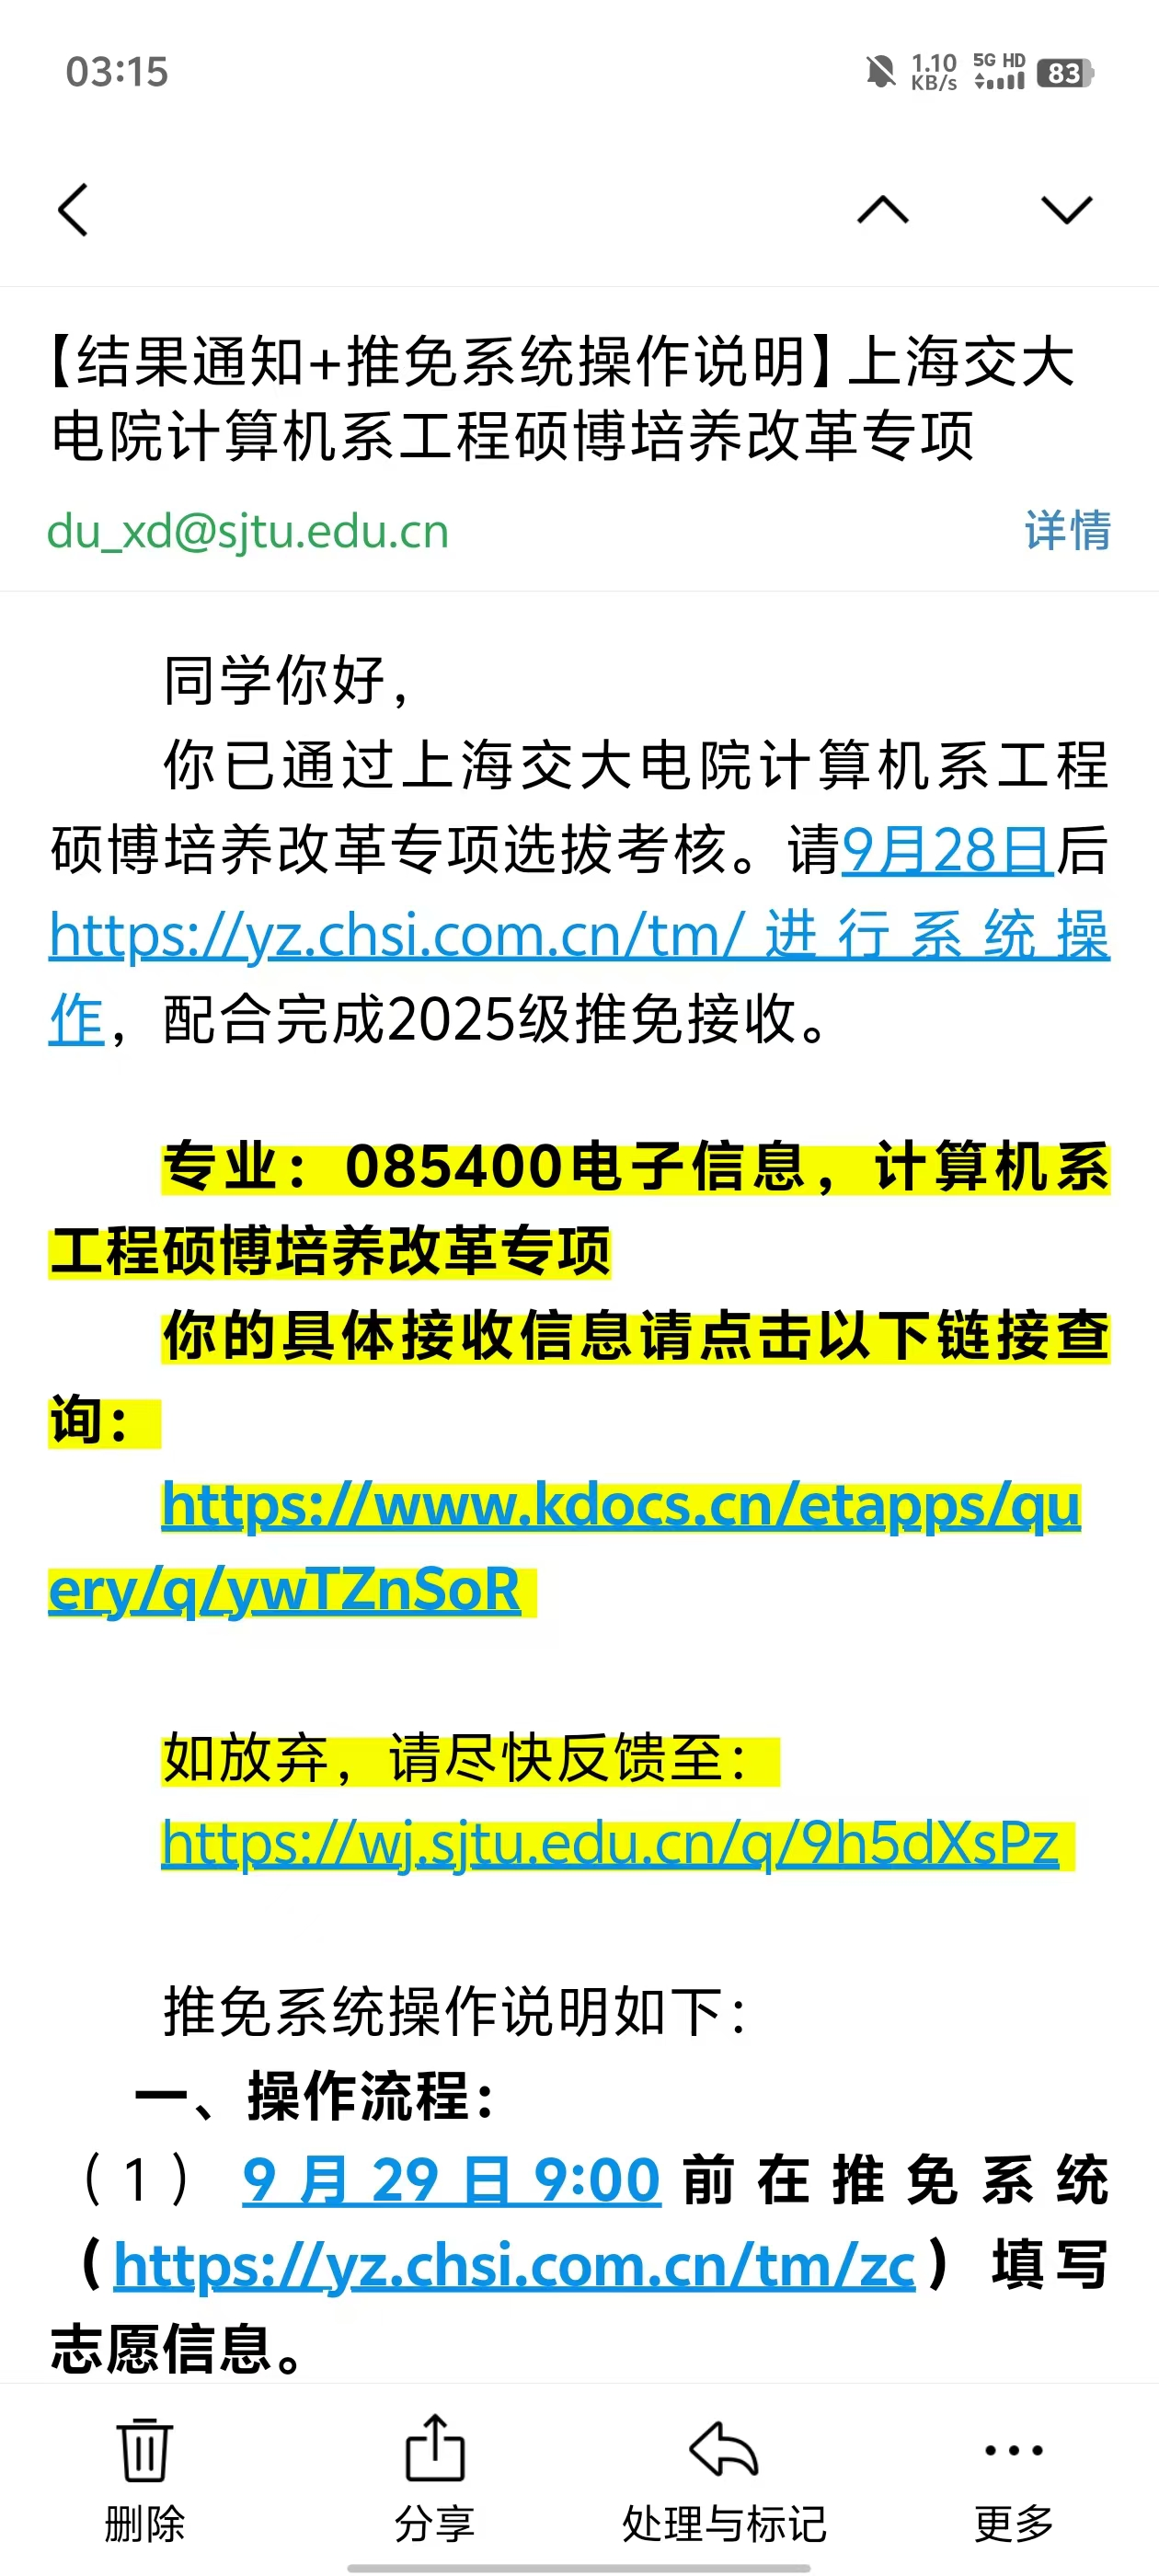 03:15
1.10 KB/s 5G HD 83
【结果通知+推免系统操作说明】上海交大
电院计算机系工程硕博培养改革专项
du_xd@sjtu.edu.cn 详情
同学你好，
你已通过上海交大电院计算机系工程
硕博培养改革专项选拔考核。请9月28日后
https://yz.chsi.com.cn/tm/进行系统操
作，配合完成2025级推免接收。
专业：085400电子信息，计算机系
工程硕博培养改革专项
你的具体接收信息请点击以下链接查
询：
https://www.kdocs.cn/etapps/qu
ery/q/ywTZnSoR
如放弃，请尽快反馈至：
https://wj.sjtu.edu.cn/q/9h5dXsPz
推免系统操作说明如下：
一、操作流程：
（1）9月29日9:00前在推免系统
（https://yz.chsi.com.cn/tm/zc）填写
志愿信息。
删除 分享 处理与标记 更多